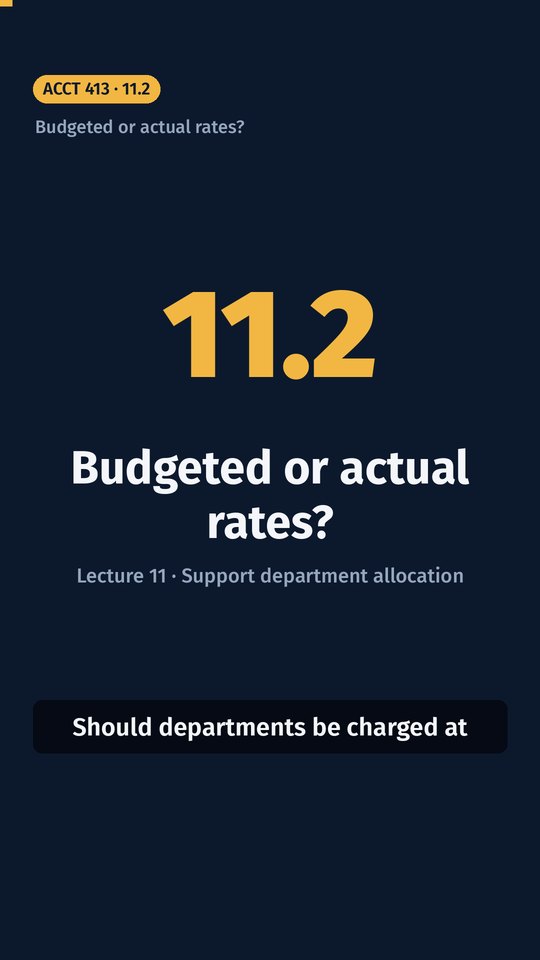 ACCT 413 · 11.2
Budgeted or actual rates?
11.2
Budgeted or actual
rates?
Lecture 11 · Support department allocation
Should departments be charged at